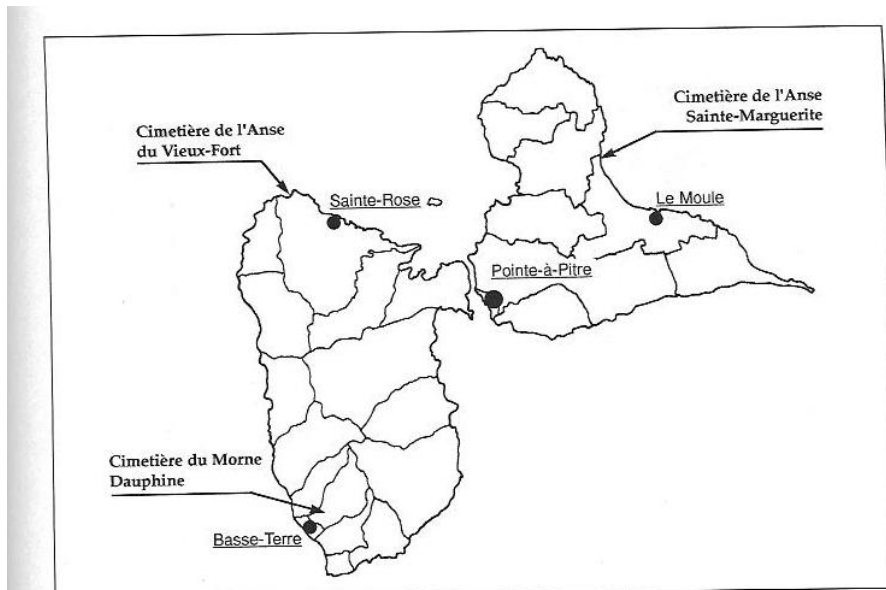 Cimetière de l'Anse
Sainte-Marguerite
Cimetière de l'Anse
du Vieux-Fort
Sainte-Rose
Le Moule
Pointe-à-Pitre
Cimetière du Morne
Dauphine
Basse-Terre